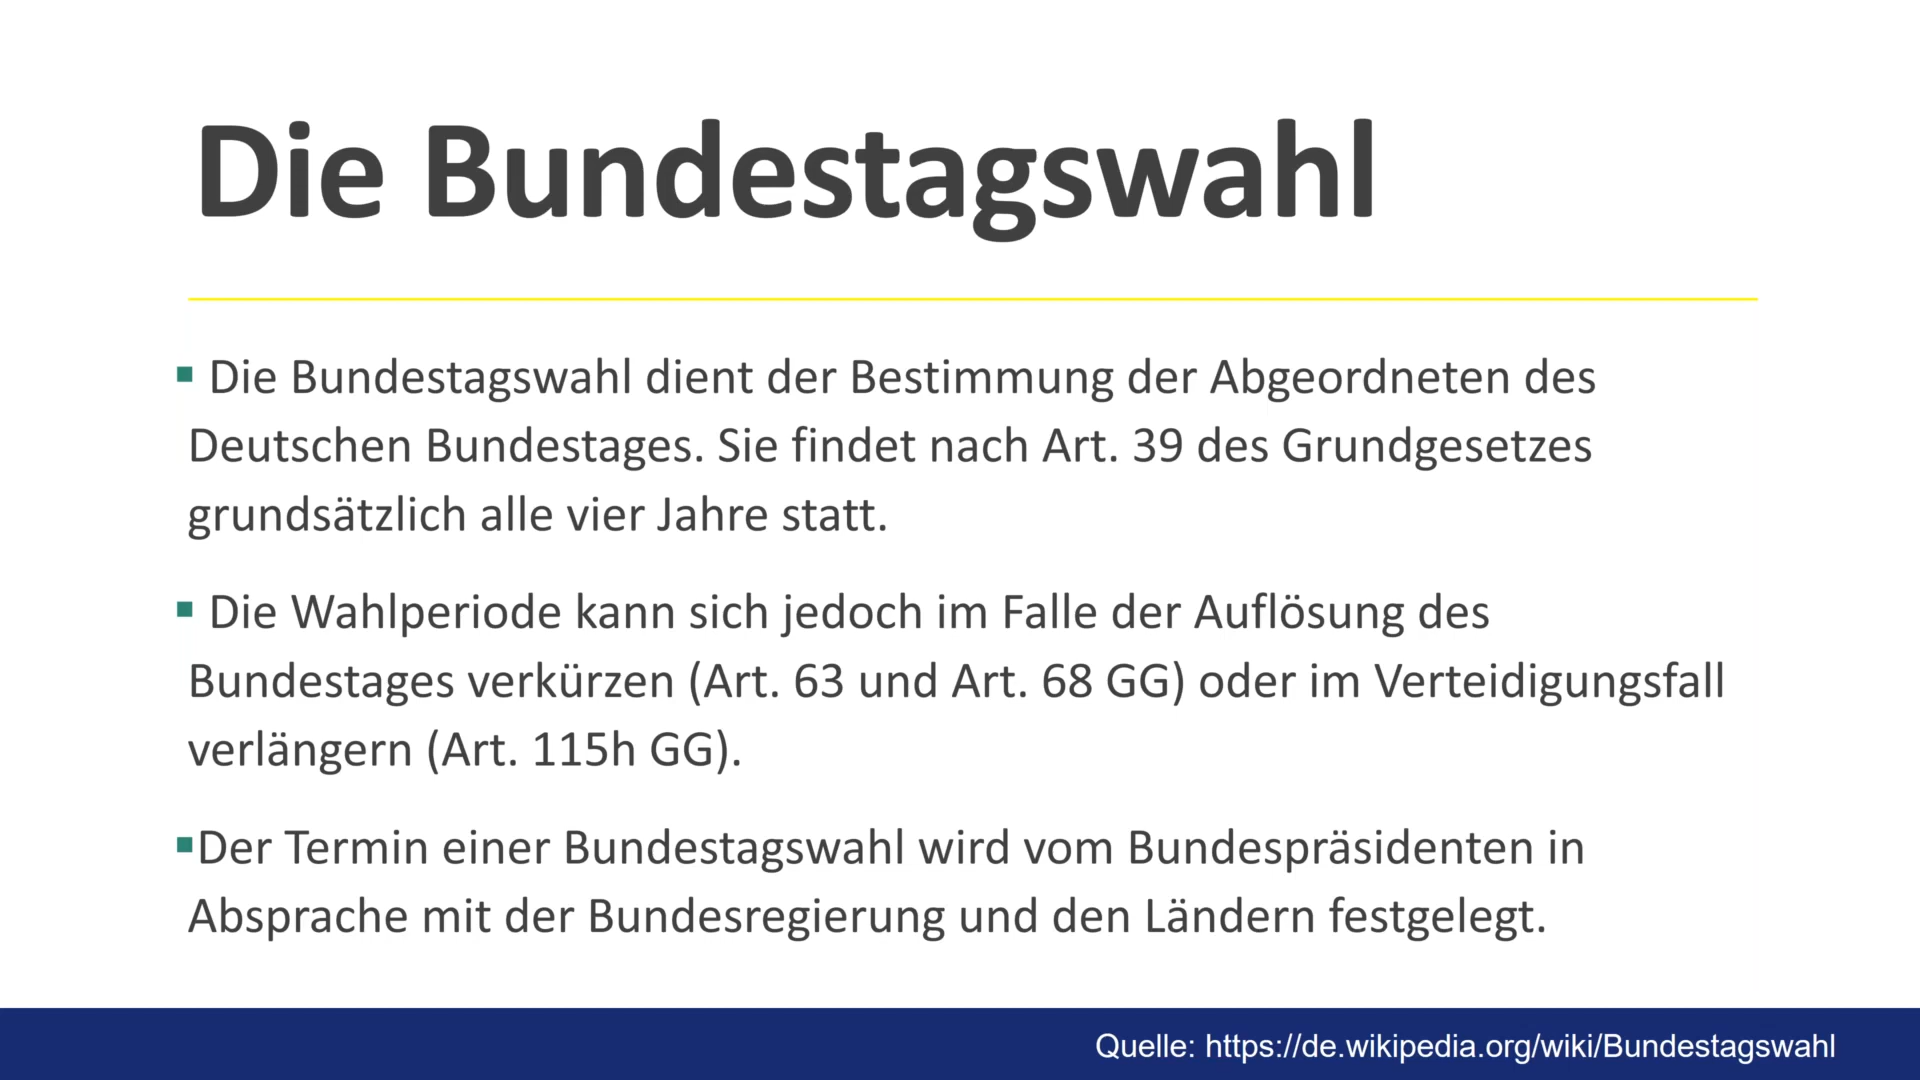 Die Bundestagswahl
▪ Die Bundestagswahl dient der Bestimmung der Abgeordneten des
Deutschen Bundestages. Sie findet nach Art. 39 des Grundgesetzes
grundsätzlich alle vier Jahre statt.
▪ Die Wahlperiode kann sich jedoch im Falle der Auflösung des
Bundestages verkürzen (Art. 63 und Art. 68 GG) oder im Verteidigungsfall
verlängern (Art. 115h GG).
▪Der Termin einer Bundestagswahl wird vom Bundespräsidenten in
Absprache mit der Bundesregierung und den Ländern festgelegt.
Quelle: https://de.wikipedia.org/wiki/Bundestagswahl